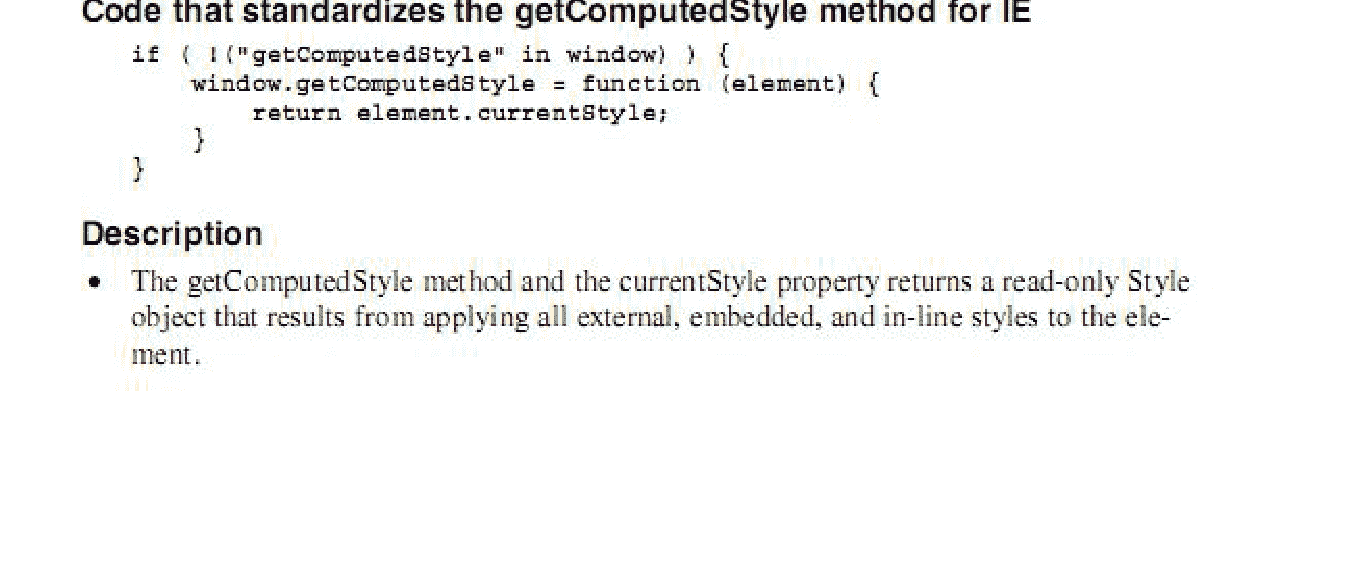 Code that standardizes the getComputedStyle method for IE
if ( !("getComputedStyle" in window) ) {
window.getComputedStyle = function (element) {
return element.currentStyle;
}
}
Description
• The getComputedStyle method and the currentStyle property returns a read-only Style
object that results from applying all external, embedded, and in-line styles to the ele-
ment.